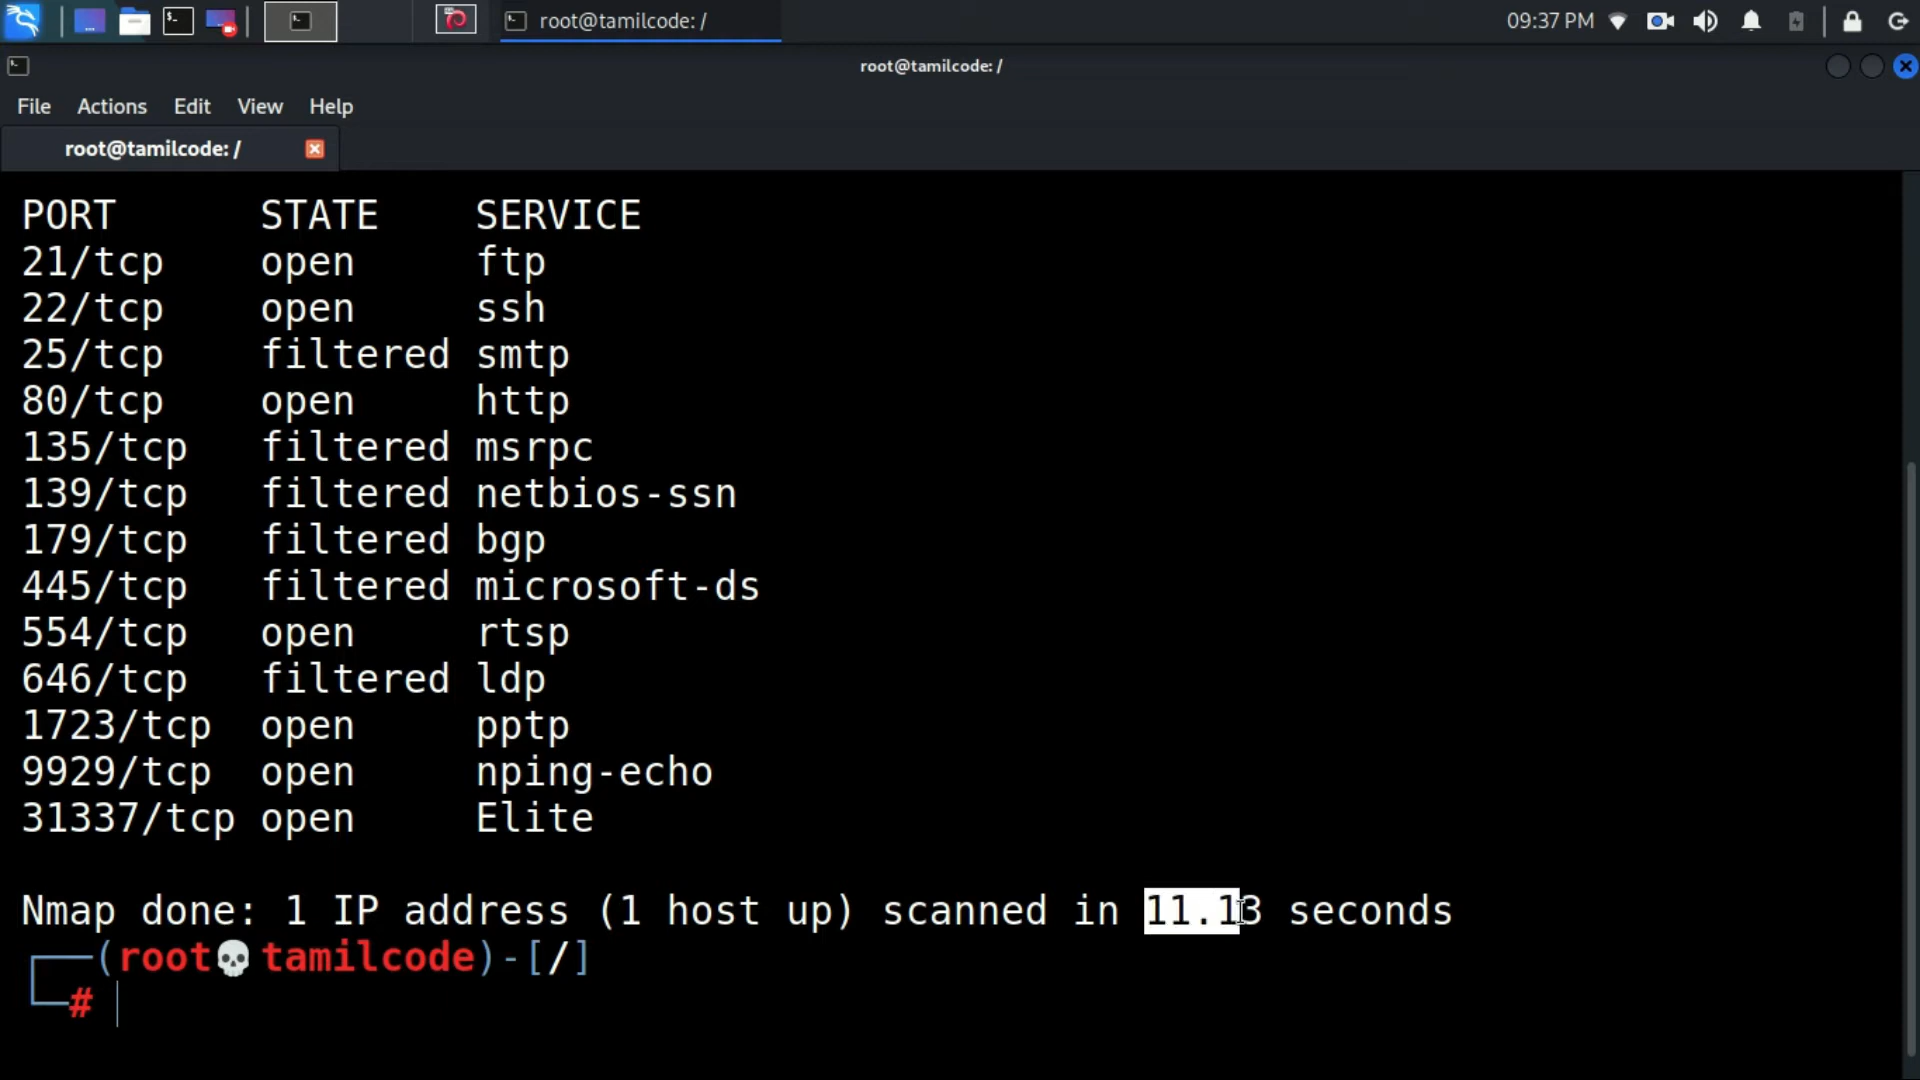 root@tamilcode: /
09:37 PM
root@tamilcode: /
File Actions Edit View Help
root@tamilcode: /
PORT STATE SERVICE
21/tcp open ftp
22/tcp open ssh
25/tcp filtered smtp
80/tcp open http
135/tcp filtered msrpc
139/tcp filtered netbios-ssn
179/tcp filtered bgp
445/tcp filtered microsoft-ds
554/tcp open rtsp
646/tcp filtered ldp
1723/tcp open pptp
9929/tcp open nping-echo
31337/tcp open Elite
Nmap done: 1 IP address (1 host up) scanned in 11.13 seconds
┌──(root💀tamilcode)-[/]
└─#